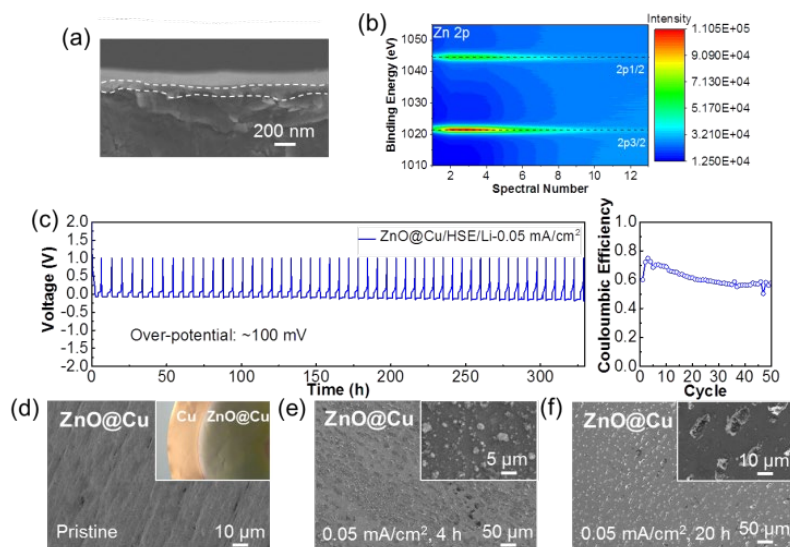 (a)
200 nm
(b)
Zn 2p
2p1/2
2p3/2
Binding Energy (eV)
1050
1040
1030
1020
1010
2 4 6 8 10 12
Spectral Number
Intensity
1.105E+05
9.090E+04
7.130E+04
5.170E+04
3.210E+04
1.250E+04
(c)
ZnO@Cu/HSE/Li-0.05 mA/cm²
Over-potential: ~100 mV
Voltage (V)
2.0
1.5
1.0
0.5
0.0
-0.5
-1.0
-1.5
-2.0
0 50 100 150 200 250 300
Time (h)
Couloumbic Efficiency
1.0
0.8
0.6
0.4
0.2
0.0
0 10 20 30 40 50
Cycle
(d)
ZnO@Cu
Cu
ZnO@Cu
Pristine
10 µm
(e)
ZnO@Cu
5 µm
0.05 mA/cm², 4 h
50 µm
(f)
ZnO@Cu
10 µm
0.05 mA/cm², 20 h
50 µm